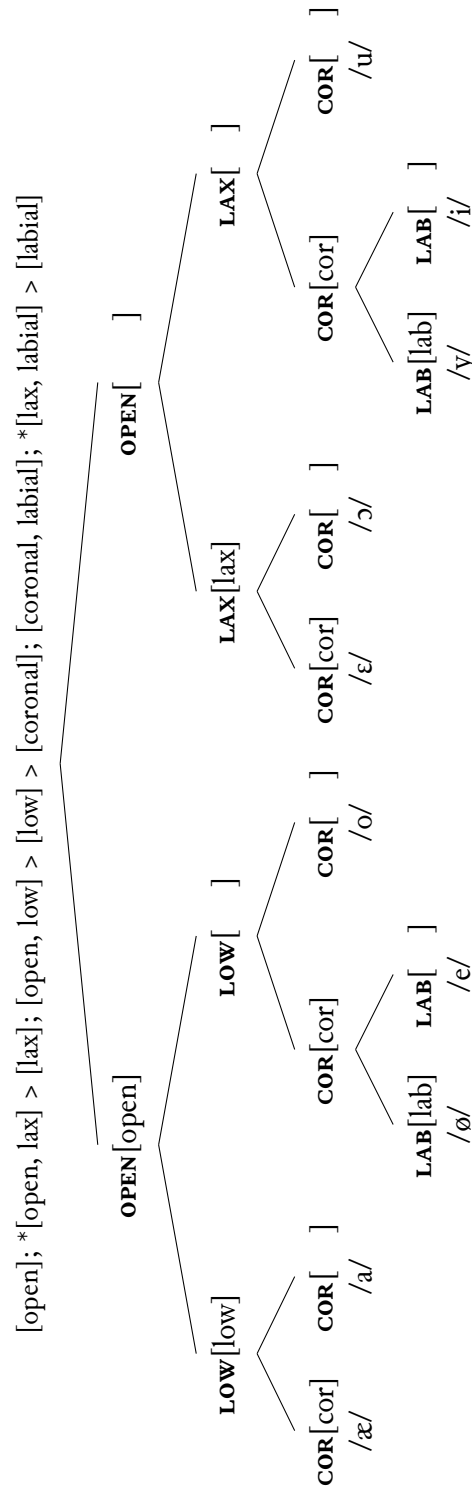 [open]; *[open, lax] > [lax]; [open, low] > [low] > [coronal]; [coronal, labial]; *[lax, labial] > [labial]
OPEN[open] OPEN[ ]
LOW[low] LOW[ ] LAX[lax] LAX[ ]
COR[cor] COR[ ] COR[cor] COR[ ] COR[cor] COR[ ] COR[cor] COR[ ]
/æ/ /a/ /o/ /ɛ/ /ɔ/ /u/
LAB[lab] LAB[ ] LAB[lab] LAB[ ]
/ø/ /e/ /y/ /i/